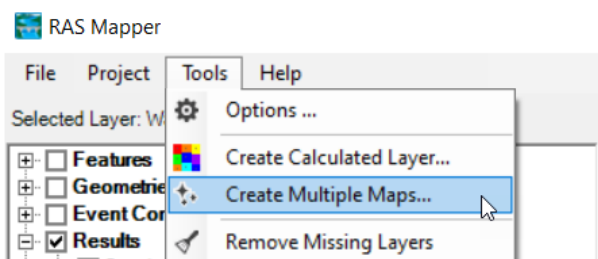 RAS Mapper
File Project Tools Help
Selected Layer: W
Options ...
Features
Create Calculated Layer...
Geometrie
Create Multiple Maps...
Event Cor
Results
Remove Missing Layers